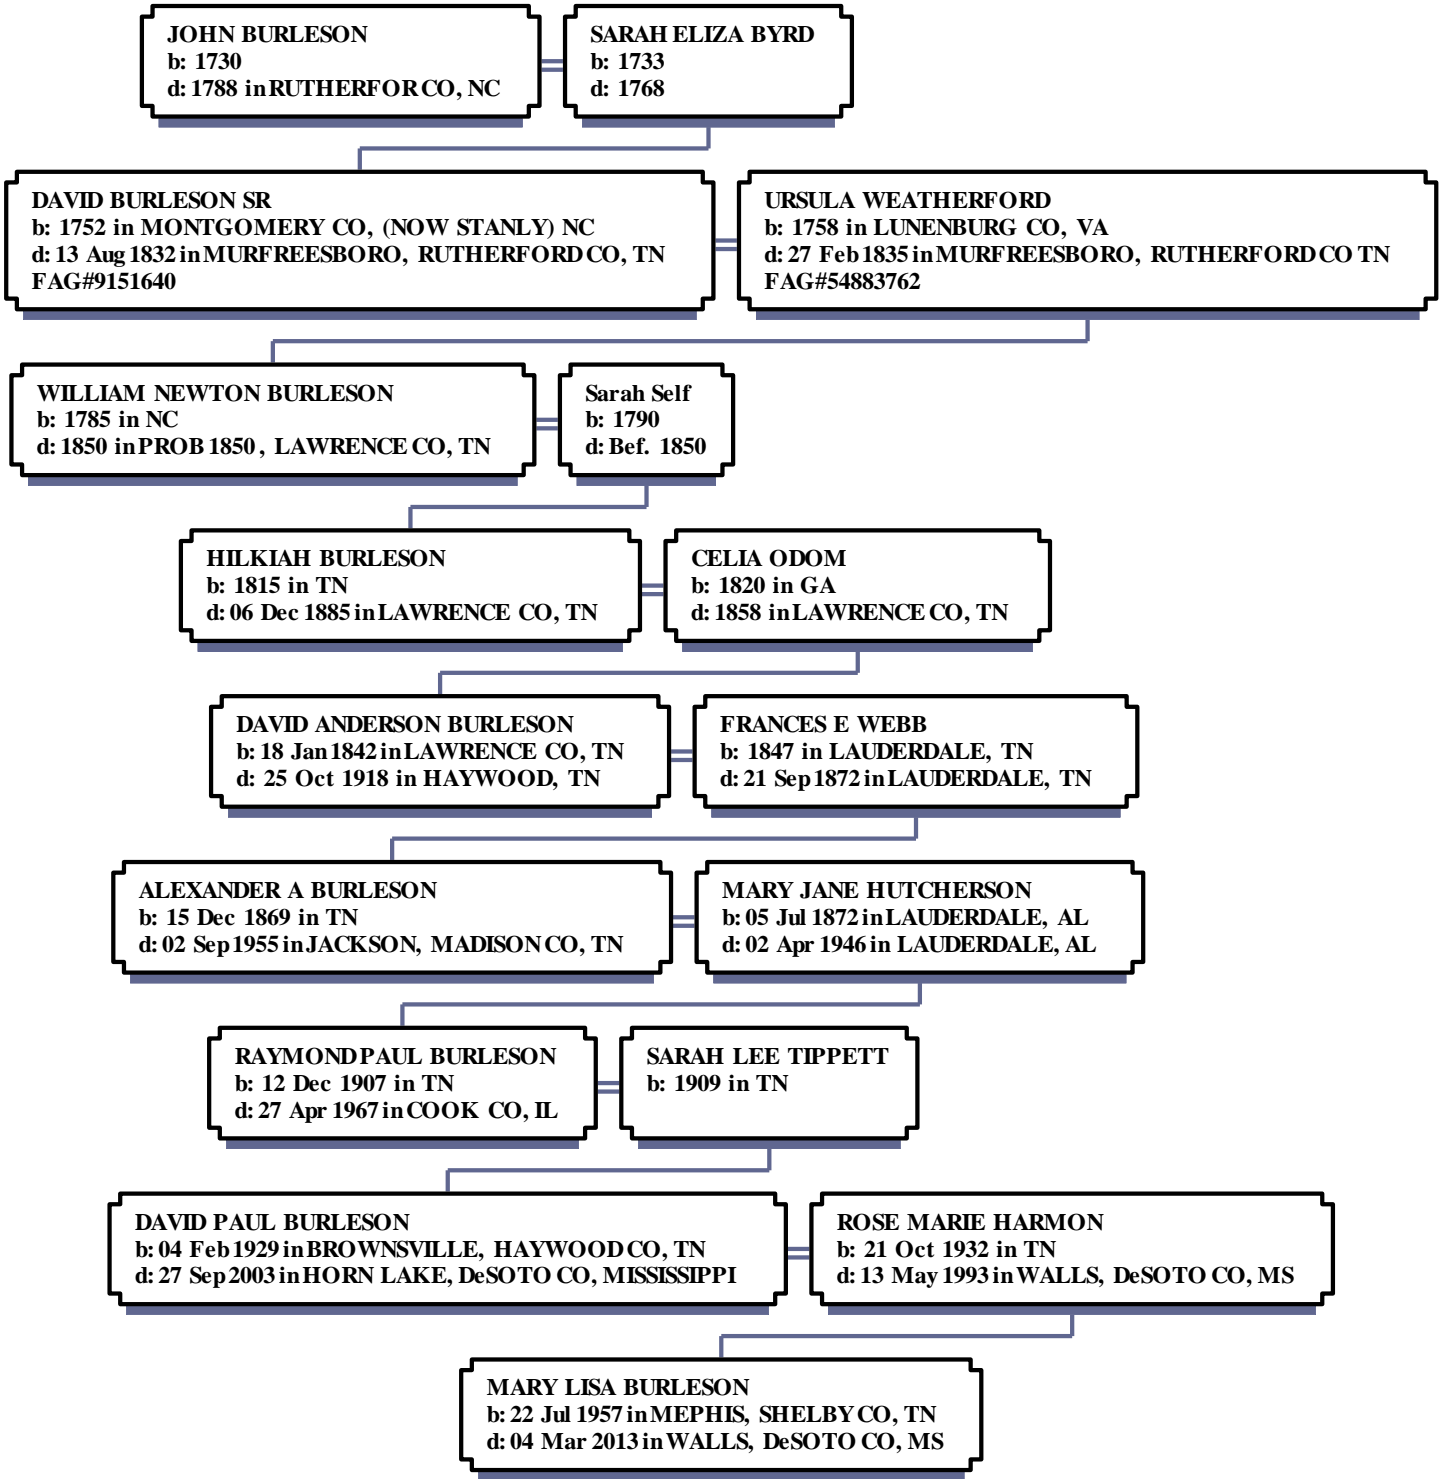 JOHN BURLESON
b: 1730
d: 1788 in RUTHERFOR CO, NC
SARAH ELIZA BYRD
b: 1733
d: 1768
DAVID BURLESON SR
b: 1752 in MONTGOMERY CO, (NOW STANLY) NC
d: 13 Aug 1832 in MURFREESBORO, RUTHERFORD CO, TN
FAG#9151640
URSULA WEATHERFORD
b: 1758 in LUNENBURG CO, VA
d: 27 Feb 1835 in MURFREESBORO, RUTHERFORD CO TN
FAG#54883762
WILLIAM NEWTON BURLESON
b: 1785 in NC
d: 1850 in PROB 1850 , LAWRENCE CO, TN
Sarah Self
b: 1790
d: Bef. 1850
HILKIAH BURLESON
b: 1815 in TN
d: 06 Dec 1885 in LAWRENCE CO, TN
CELIA ODOM
b: 1820 in GA
d: 1858 in LAWRENCE CO, TN
DAVID ANDERSON BURLESON
b: 18 Jan 1842 in LAWRENCE CO, TN
d: 25 Oct 1918 in HAYWOOD, TN
FRANCES E WEBB
b: 1847 in LAUDERDALE, TN
d: 21 Sep 1872 in LAUDERDALE, TN
ALEXANDER A BURLESON
b: 15 Dec 1869 in TN
d: 02 Sep 1955 in JACKSON, MADISON CO, TN
MARY JANE HUTCHERSON
b: 05 Jul 1872 in LAUDERDALE, AL
d: 02 Apr 1946 in LAUDERDALE, AL
RAYMOND PAUL BURLESON
b: 12 Dec 1907 in TN
d: 27 Apr 1967 in COOK CO, IL
SARAH LEE TIPPETT
b: 1909 in TN
DAVID PAUL BURLESON
b: 04 Feb 1929 in BROWNSVILLE, HAYWOOD CO, TN
d: 27 Sep 2003 in HORN LAKE, DeSOTO CO, MISSISSIPPI
ROSE MARIE HARMON
b: 21 Oct 1932 in TN
d: 13 May 1993 in WALLS, DeSOTO CO, MS
MARY LISA BURLESON
b: 22 Jul 1957 in MEPHIS, SHELBY CO, TN
d: 04 Mar 2013 in WALLS, DeSOTO CO, MS